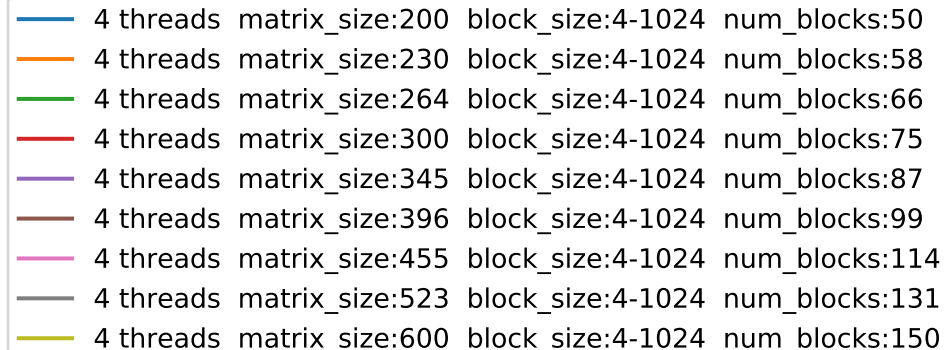 4 threads  matrix_size:200  block_size:4-1024  num_blocks:50
4 threads  matrix_size:230  block_size:4-1024  num_blocks:58
4 threads  matrix_size:264  block_size:4-1024  num_blocks:66
4 threads  matrix_size:300  block_size:4-1024  num_blocks:75
4 threads  matrix_size:345  block_size:4-1024  num_blocks:87
4 threads  matrix_size:396  block_size:4-1024  num_blocks:99
4 threads  matrix_size:455  block_size:4-1024  num_blocks:114
4 threads  matrix_size:523  block_size:4-1024  num_blocks:131
4 threads  matrix_size:600  block_size:4-1024  num_blocks:150